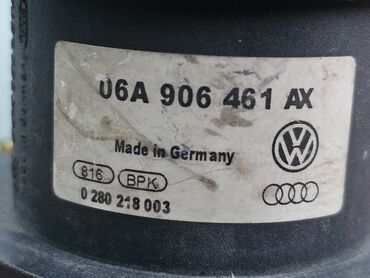 06A 906 461 AX
Made in Germany
816 BPK
0 280 218 003